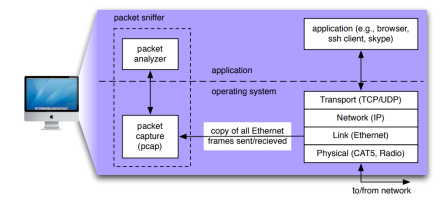 packet sniffer
packet
analyzer
application (e.g., browser,
ssh client, skype)
application
operating system
packet
capture
(pcap)
copy of all Ethernet
frames sent/recieved
Transport (TCP/UDP)
Network (IP)
Link (Ethernet)
Physical (CAT5, Radio)
to/from network